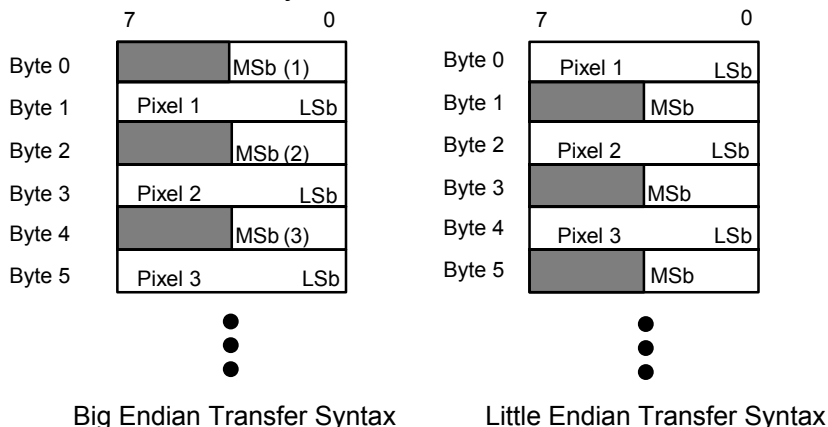 7 0 7 0
Byte 0 MSb (1) Byte 0 Pixel 1 LSb
Byte 1 Pixel 1 LSb Byte 1 MSb
Byte 2 MSb (2) Byte 2 Pixel 2 LSb
Byte 3 Pixel 2 LSb Byte 3 MSb
Byte 4 MSb (3) Byte 4 Pixel 3 LSb
Byte 5 Pixel 3 LSb Byte 5 MSb
Big Endian Transfer Syntax Little Endian Transfer Syntax